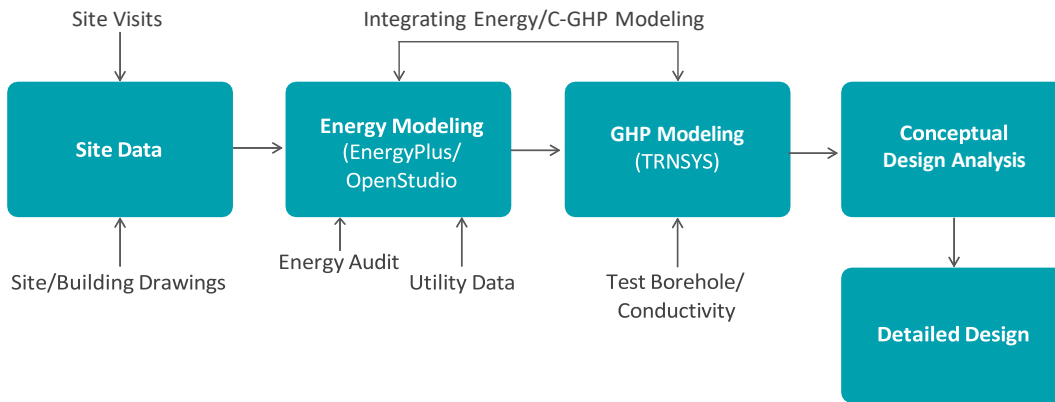 Site Visits
Integrating Energy/C-GHP Modeling
Site Data
Energy Modeling
(EnergyPlus/
OpenStudio
GHP Modeling
(TRNSYS)
Conceptual
Design Analysis
Site/Building Drawings
Energy Audit
Utility Data
Test Borehole/
Conductivity
Detailed Design